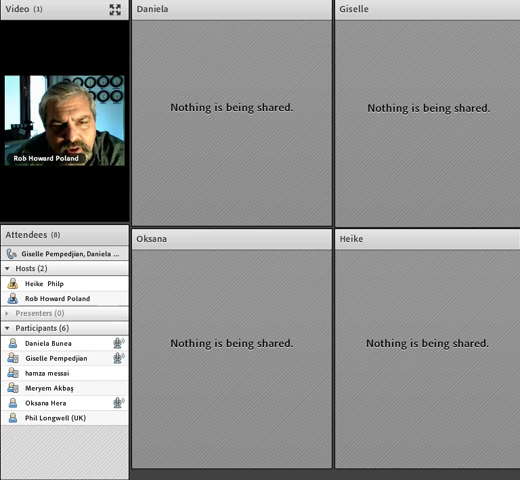 Video (1)
Rob Howard Poland
Attendees (8)
Giselle Pempedjian, Daniela ...
Hosts (2)
Heike Philp
Rob Howard Poland
Presenters (0)
Participants (6)
Daniela Bunea
Giselle Pempedjian
hamza messai
Meryem Akbaş
Oksana Hera
Phil Longwell (UK)
Daniela
Nothing is being shared.
Giselle
Nothing is being shared.
Oksana
Nothing is being shared.
Heike
Nothing is being shared.